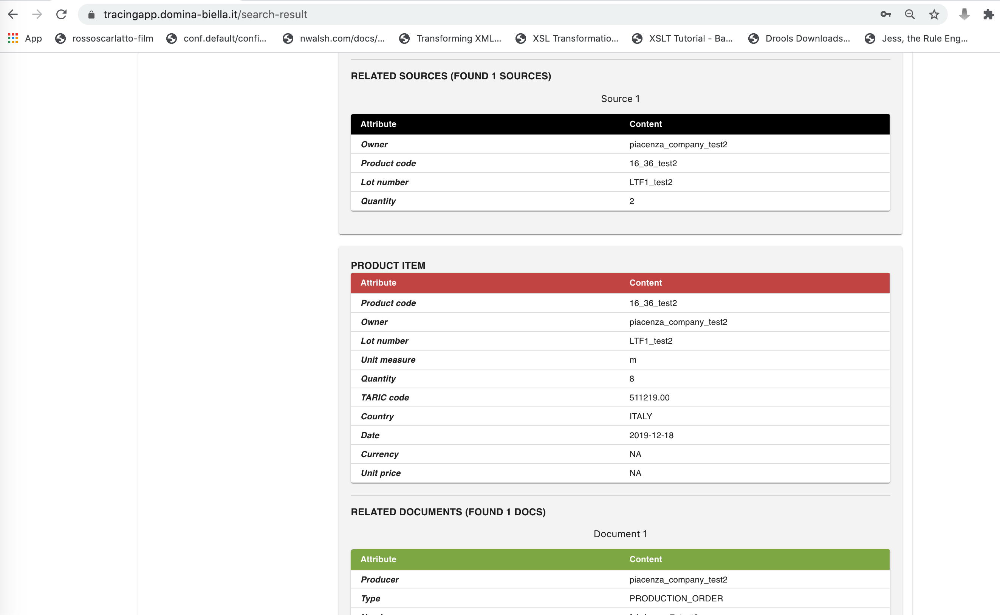 tracingapp.domina-biella.it/search-result
App rossoscarlatto-film conf.default/confi... nwalsh.com/docs/... Transforming XML... XSL Transformatio... XSLT Tutorial - Ba... Drools Downloads... Jess, the Rule Eng...
RELATED SOURCES (FOUND 1 SOURCES)
Source 1
Attribute Content
Owner piacenza_company_test2
Product code 16_36_test2
Lot number LTF1_test2
Quantity 2
PRODUCT ITEM
Attribute Content
Product code 16_36_test2
Owner piacenza_company_test2
Lot number LTF1_test2
Unit measure m
Quantity 8
TARIC code 511219.00
Country ITALY
Date 2019-12-18
Currency NA
Unit price NA
RELATED DOCUMENTS (FOUND 1 DOCS)
Document 1
Attribute Content
Producer piacenza_company_test2
Type PRODUCTION_ORDER